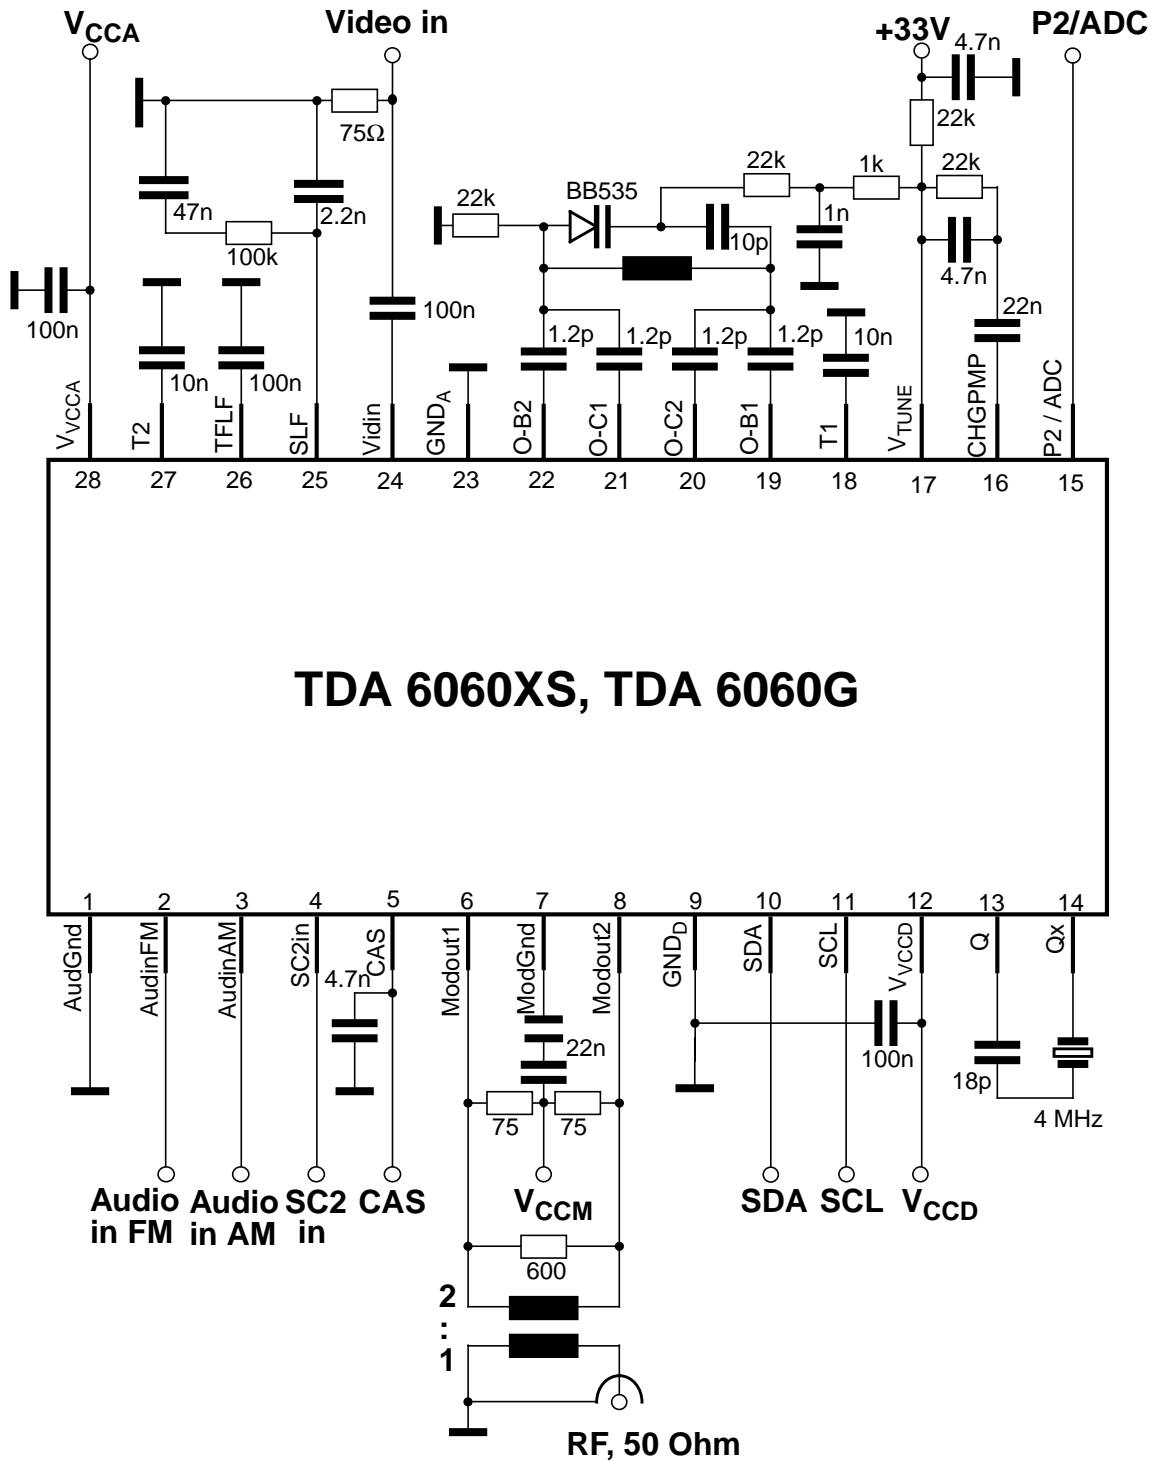 VCCA
Video in
+33V
P2/ADC
4.7n
22k
75Ω
47n
2.2n
100k
100n
10n
100n
100n
22k
BB535
22k
1k
22k
10p
1n
4.7n
1.2p
1.2p
1.2p
1.2p
10n
22n
VVCCA
T2
TFLF
SLF
Vidin
GNDA
O-B2
O-C1
O-C2
O-B1
T1
VTUNE
CHGPMP
P2 / ADC
28 27 26 25 24 23 22 21 20 19 18 17 16 15
TDA 6060XS, TDA 6060G
1 2 3 4 5 6 7 8 9 10 11 12 13 14
AudGnd
AudinFM
AudinAM
SC2in
CAS
Modout1
ModGnd
Modout2
GNDD
SDA
SCL
VVCCD
Q
Qx
4.7n
22n
100n
18p
4 MHz
75
75
Audio
in FM
Audio
in AM
SC2
in
CAS
VCCM
SDA
SCL
VCCD
600
2
:
1
RF, 50 Ohm